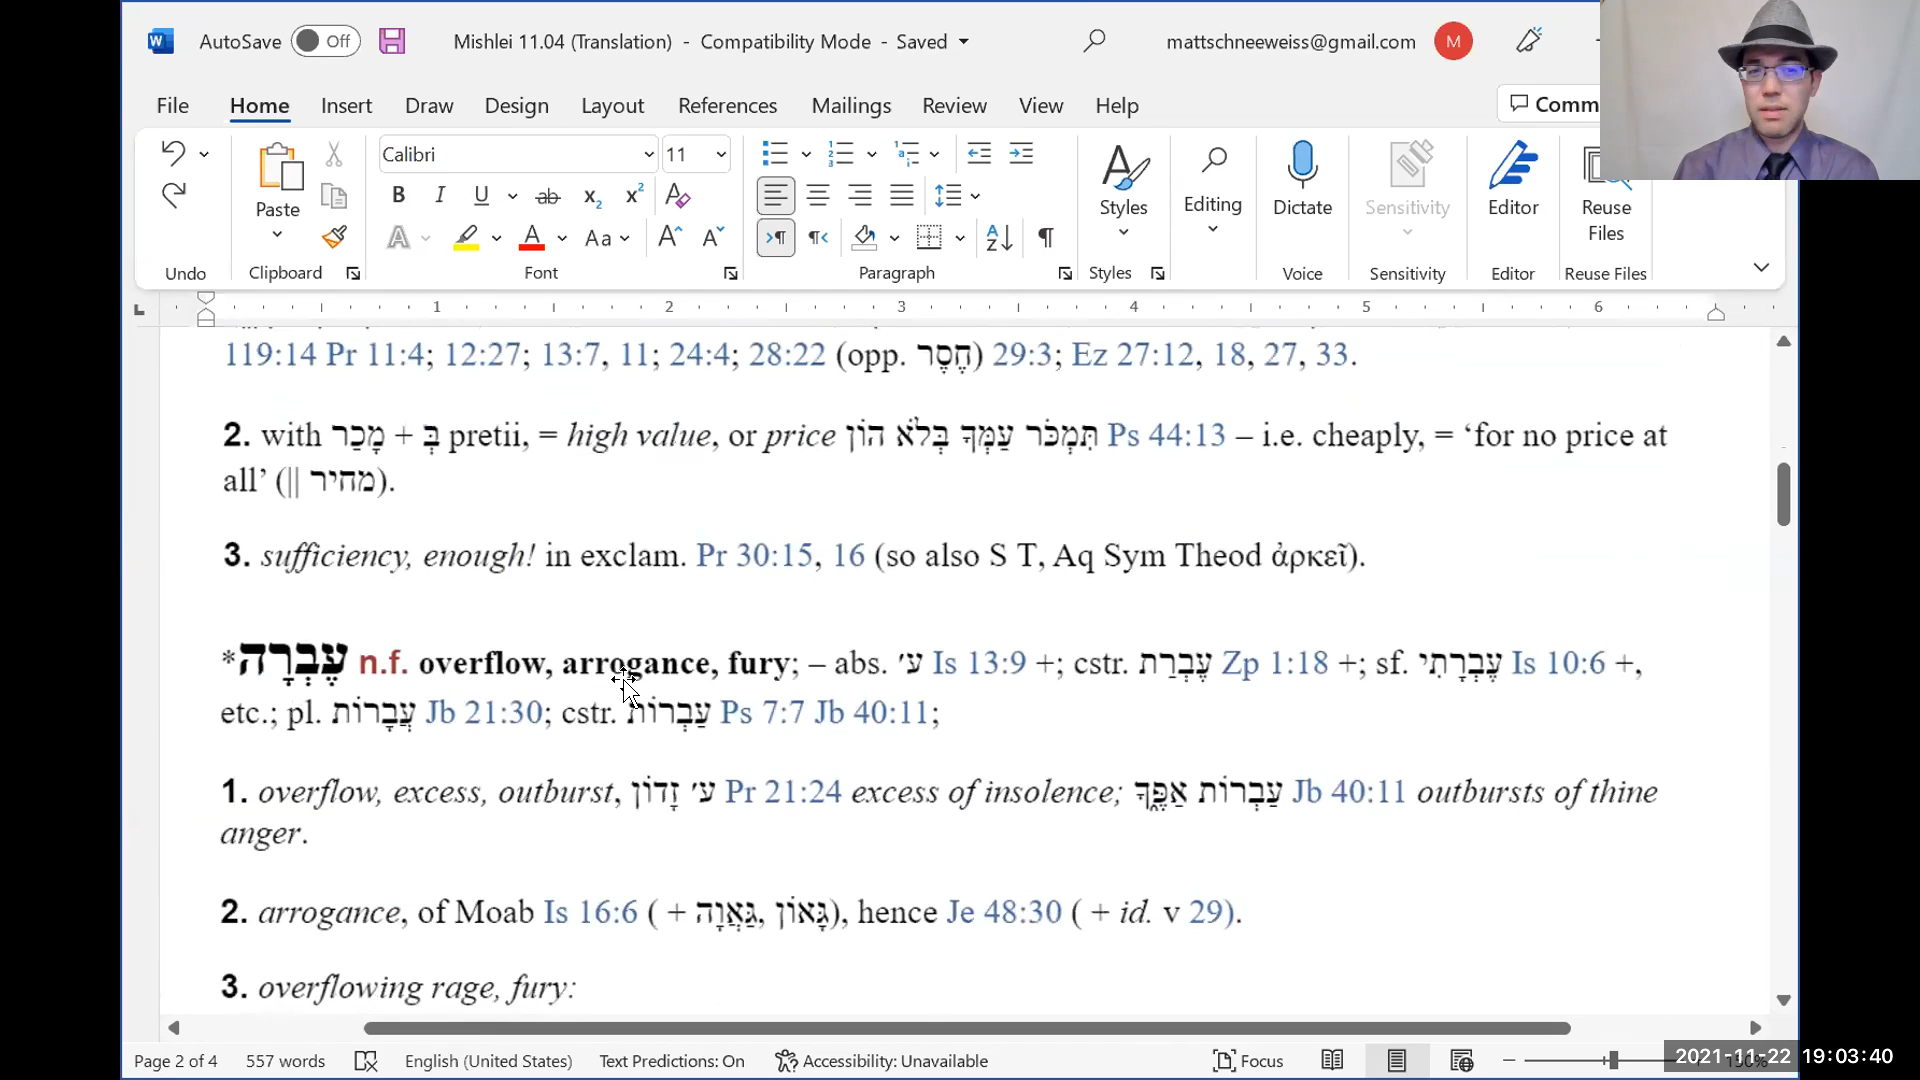 AutoSave Off Mishlei 11.04 (Translation) - Compatibility Mode - Saved mattschneeweiss@gmail.com M
File Home Insert Draw Design Layout References Mailings Review View Help
Calibri 11
Paste Styles Editing Dictate Sensitivity Editor Reuse Files
Undo Clipboard Font Paragraph Styles Voice Sensitivity Editor Reuse Files
1 2 3 4 5 6
119:14 Pr 11:4; 12:27; 13:7, 11; 24:4; 28:22 (opp. חֶסֶר) 29:3; Ez 27:12, 18, 27, 33.
2. with מָכַר + בְּ pretii, = high value, or price תִּמְכֹּר עַמְּךָ בְּלֹא הוֹן Ps 44:13 – i.e. cheaply, = ‘for no price at
all’ (|| מחיר).
3. sufficiency, enough! in exclam. Pr 30:15, 16 (so also S T, Aq Sym Theod ἀρκεῖ).
*עֶבְרָה n.f. overflow, arrogance, fury; – abs. ע׳ Is 13:9 +; cstr. עֶבְרַת Zp 1:18 +; sf. עֶבְרָתִי Is 10:6 +,
etc.; pl. עֲבָרוֹת Jb 21:30; cstr. עַבְרוֹת Ps 7:7 Jb 40:11;
1. overflow, excess, outburst, ע׳ זָדוֹן Pr 21:24 excess of insolence; עַבְרוֹת אַפֶּ֑ךָ Jb 40:11 outbursts of thine
anger.
2. arrogance, of Moab Is 16:6 ( + גָּאוֹן, גַּאֲוָה), hence Je 48:30 ( + id. v 29).
3. overflowing rage, fury:
Page 2 of 4 557 words English (United States) Text Predictions: On Accessibility: Unavailable Focus
2021-11-22 19:03:40